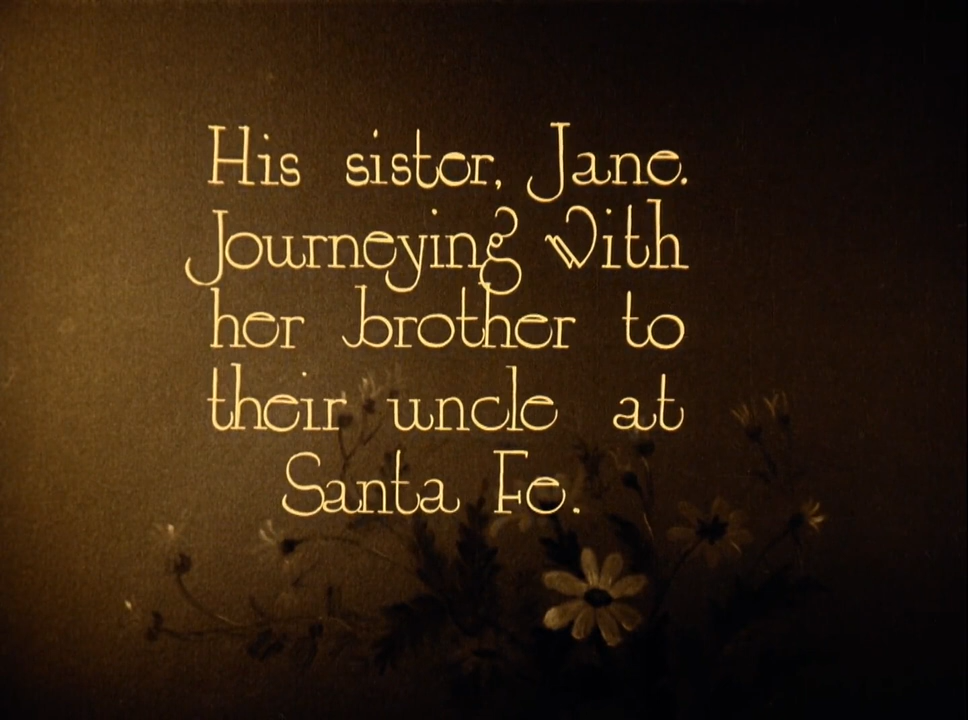 His sister, Jane.
Journeying with
her brother to
their uncle at
Santa Fe.